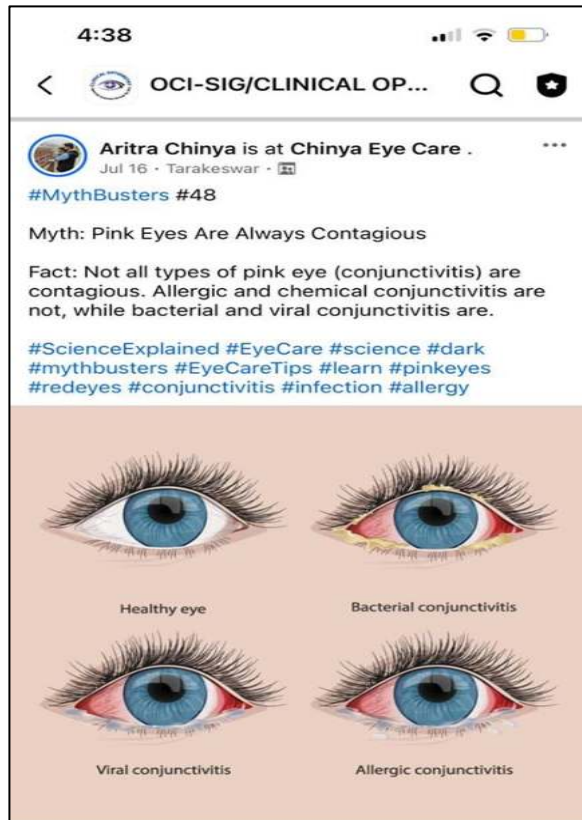 4:38
OCI-SIG/CLINICAL OP...
Aritra Chinya is at Chinya Eye Care .
Jul 16 · Tarakeswar ·
#MythBusters #48
Myth: Pink Eyes Are Always Contagious
Fact: Not all types of pink eye (conjunctivitis) are
contagious. Allergic and chemical conjunctivitis are
not, while bacterial and viral conjunctivitis are.
#ScienceExplained #EyeCare #science #dark
#mythbusters #EyeCareTips #learn #pinkeyes
#redeyes #conjunctivitis #infection #allergy
Healthy eye
Bacterial conjunctivitis
Viral conjunctivitis
Allergic conjunctivitis